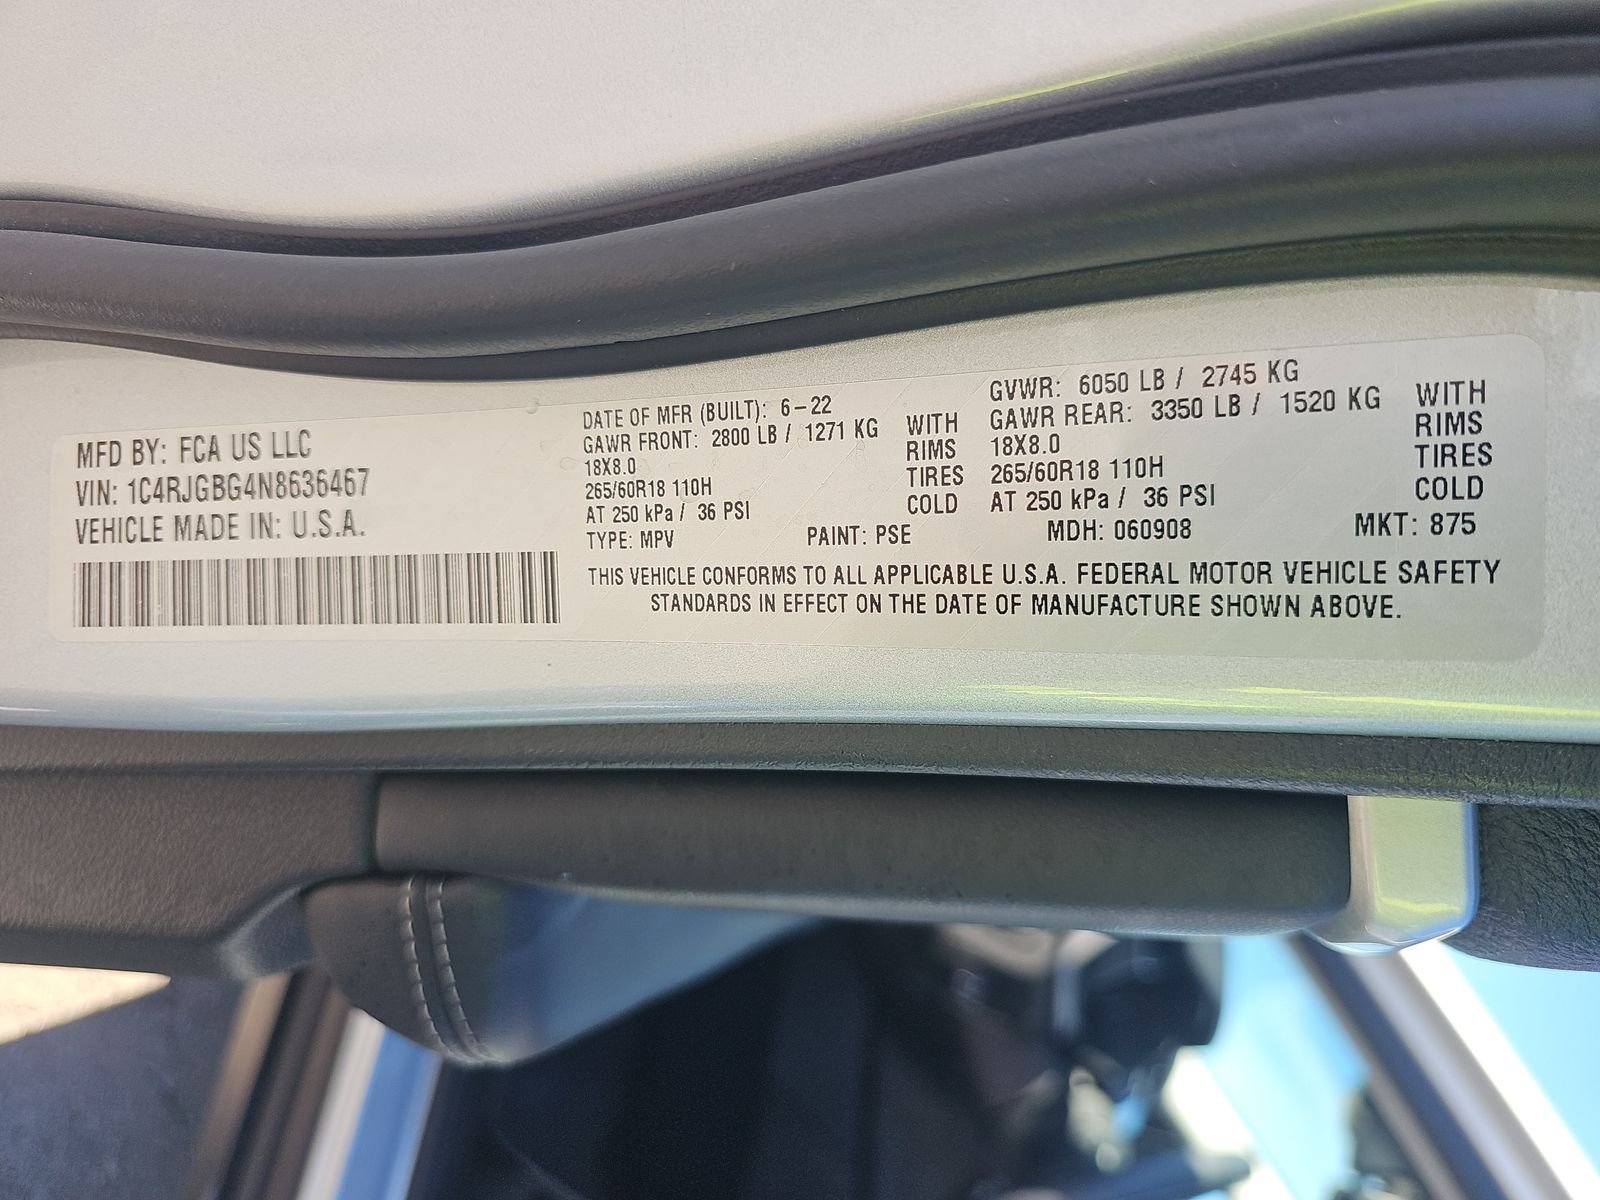 MFD BY: FCA US LLC
VIN: 1C4RJGBG4N8636467
VEHICLE MADE IN: U.S.A.
DATE OF MFR (BUILT): 6-22
GAWR FRONT: 2800 LB / 1271 KG WITH
18X8.0 RIMS
265/60R18 110H TIRES
AT 250 kPa / 36 PSI COLD
GVWR: 6050 LB / 2745 KG
GAWR REAR: 3350 LB / 1520 KG WITH
18X8.0 RIMS
265/60R18 110H TIRES
AT 250 kPa / 36 PSI COLD
TYPE: MPV PAINT: PSE MDH: 060908 MKT: 875
THIS VEHICLE CONFORMS TO ALL APPLICABLE U.S.A. FEDERAL MOTOR VEHICLE SAFETY
STANDARDS IN EFFECT ON THE DATE OF MANUFACTURE SHOWN ABOVE.